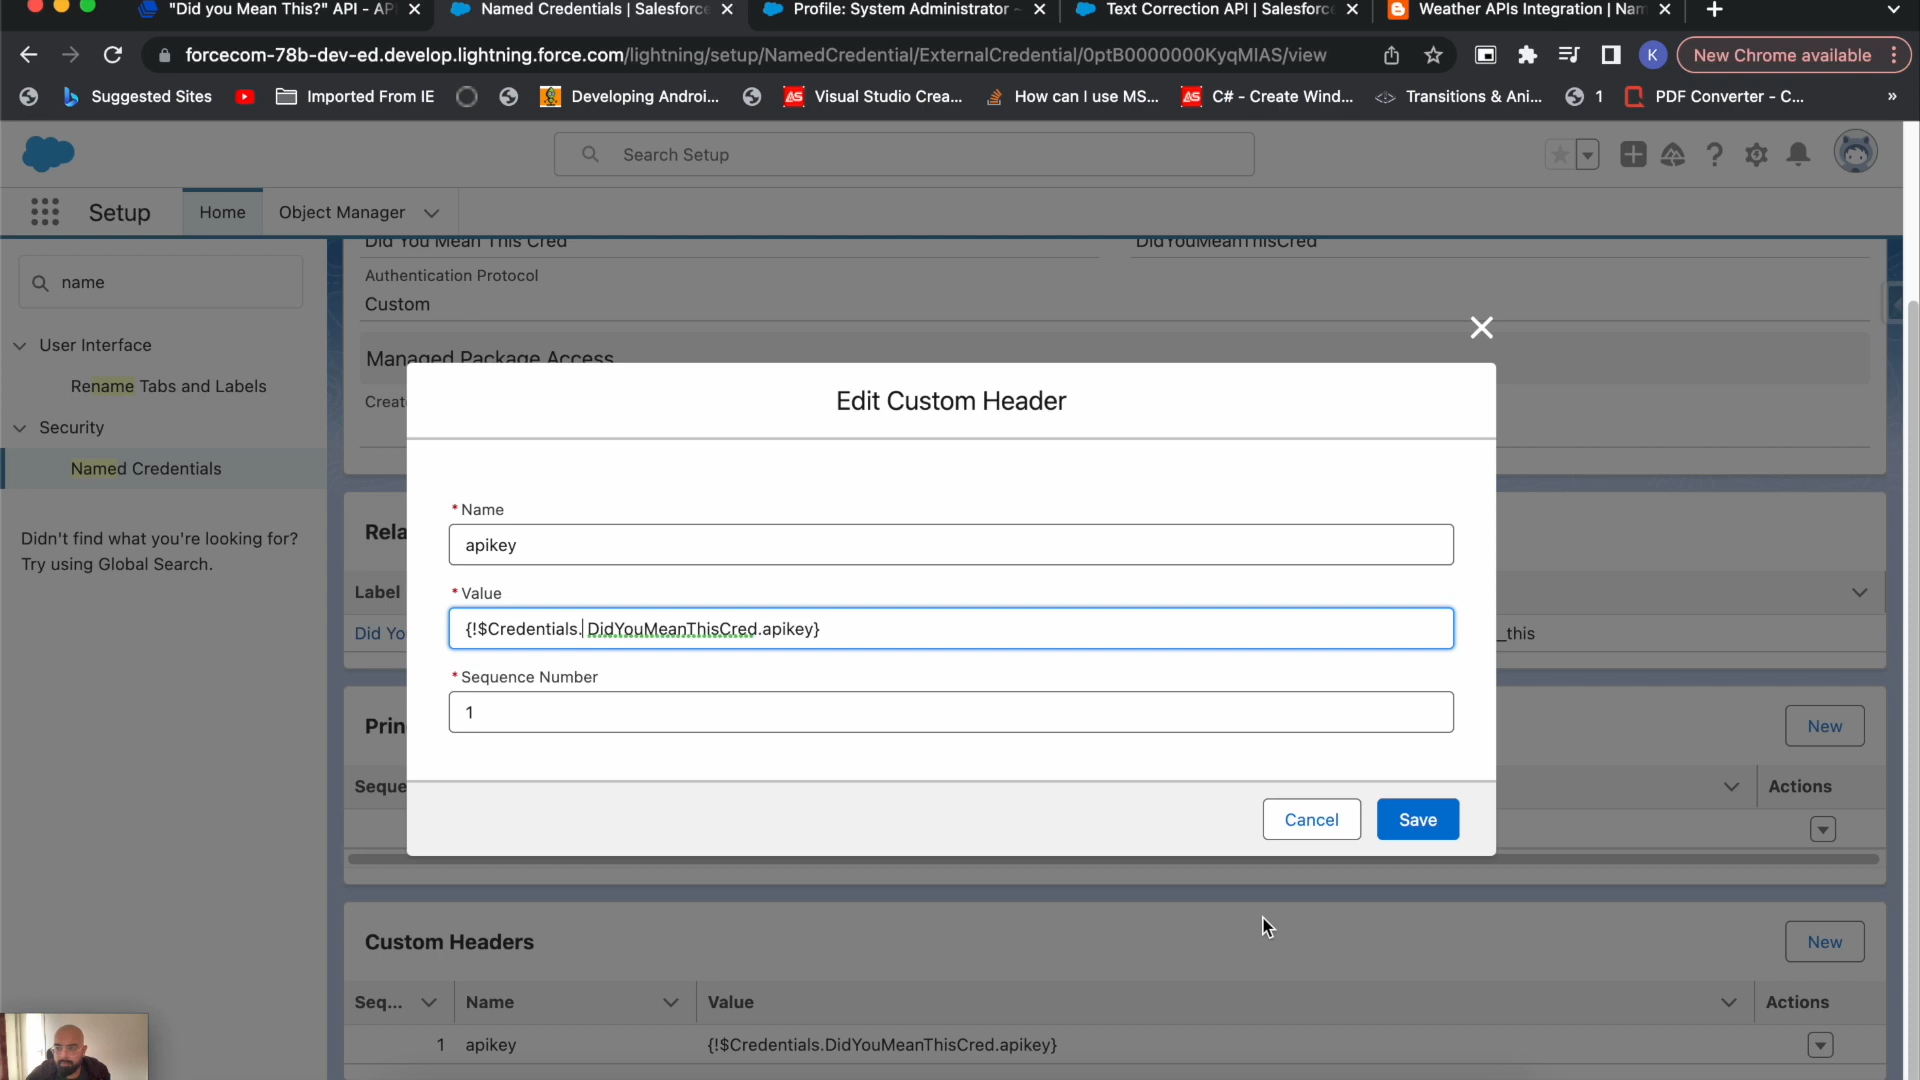 "Did you Mean This?" API - AP
Named Credentials | Salesforce
Profile: System Administrator ~
Text Correction API | Salesforce
Weather APIs Integration | Nam
forcecom-78b-dev-ed.develop.lightning.force.com/lightning/setup/NamedCredential/ExternalCredential/0ptB0000000KyqMIAS/view
K
New Chrome available
Suggested Sites
Imported From IE
Developing Androi...
Visual Studio Crea...
How can I use MS...
C# - Create Wind...
Transitions & Ani...
1
PDF Converter - C...
»
Search Setup
Setup
Home
Object Manager
name
User Interface
Rename Tabs and Labels
Security
Named Credentials
Didn't find what you're looking for?
Try using Global Search.
Did You Mean This Cred
DidYouMeanThisCred
Authentication Protocol
Custom
Managed Package Access
Creat
Rela
Label
Did Yo
_this
Prin
New
Seque
Actions
Edit Custom Header
* Name
apikey
* Value
{!$Credentials. DidYouMeanThisCred.apikey}
* Sequence Number
1
Cancel
Save
Custom Headers
New
Seq...
Name
Value
Actions
1
apikey
{!$Credentials.DidYouMeanThisCred.apikey}